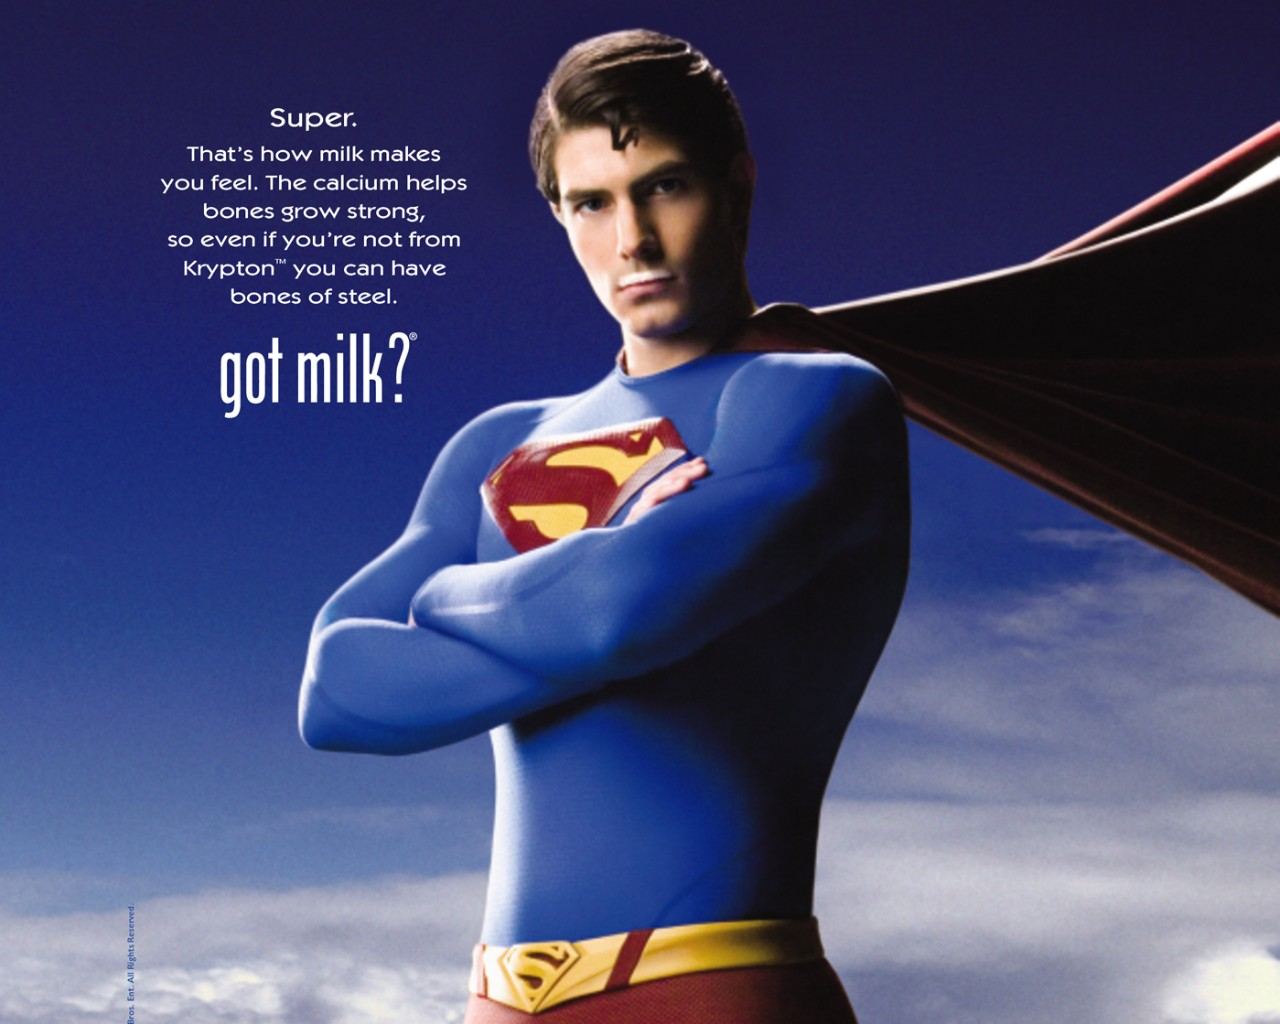 Super.
That's how milk makes
you feel. The calcium helps
bones grow strong,
so even if you're not from
Krypton™ you can have
bones of steel.
got milk?®
Bros. Ent. All Rights Reserved.